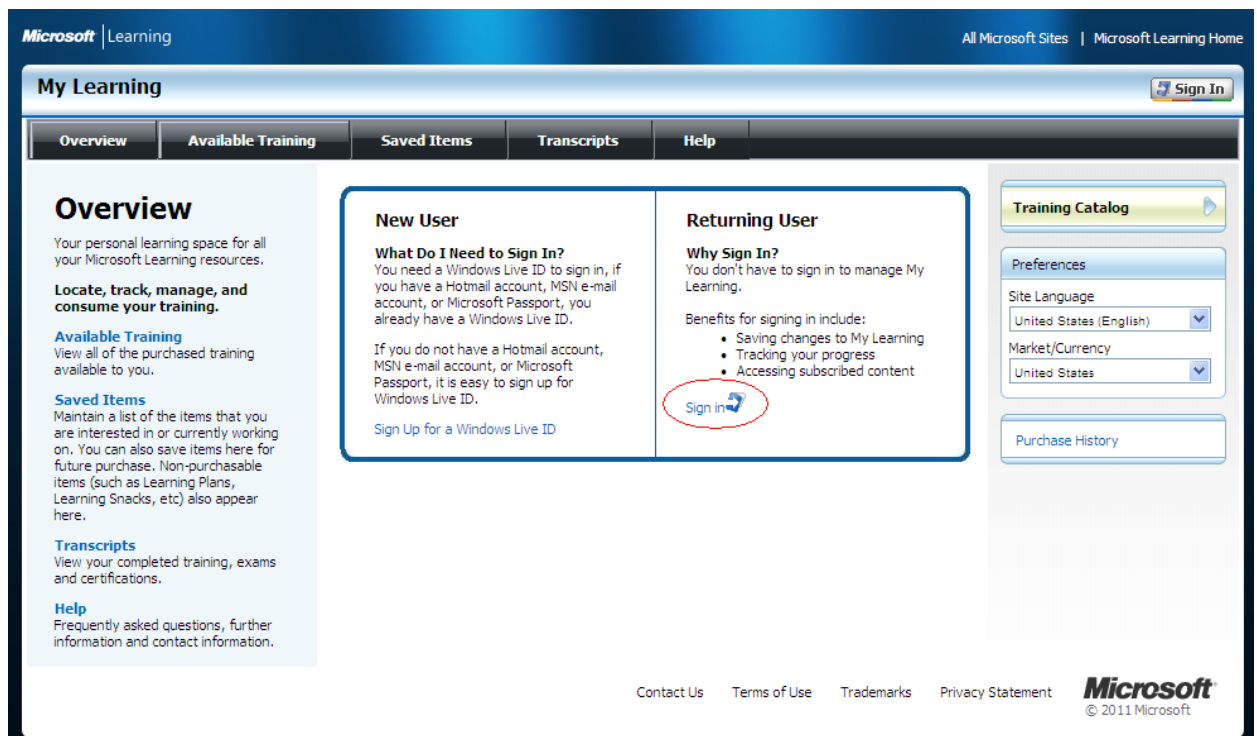 Microsoft | Learning
All Microsoft Sites | Microsoft Learning Home
My Learning
Sign In
Overview
Available Training
Saved Items
Transcripts
Help
Overview
Your personal learning space for all
your Microsoft Learning resources.
Locate, track, manage, and
consume your training.
Available Training
View all of the purchased training
available to you.
Saved Items
Maintain a list of the items that you
are interested in or currently working
on. You can also save items here for
future purchase. Non-purchasable
items (such as Learning Plans,
Learning Snacks, etc) also appear
here.
Transcripts
View your completed training, exams
and certifications.
Help
Frequently asked questions, further
information and contact information.
New User
What Do I Need to Sign In?
You need a Windows Live ID to sign in, if
you have a Hotmail account, MSN e-mail
account, or Microsoft Passport, you
already have a Windows Live ID.
If you do not have a Hotmail account,
MSN e-mail account, or Microsoft
Passport, it is easy to sign up for
Windows Live ID.
Sign Up for a Windows Live ID
Returning User
Why Sign In?
You don't have to sign in to manage My
Learning.
Benefits for signing in include:
• Saving changes to My Learning
• Tracking your progress
• Accessing subscribed content
Sign in
Training Catalog
Preferences
Site Language
United States (English)
Market/Currency
United States
Purchase History
Contact Us
Terms of Use
Trademarks
Privacy Statement
Microsoft
© 2011 Microsoft